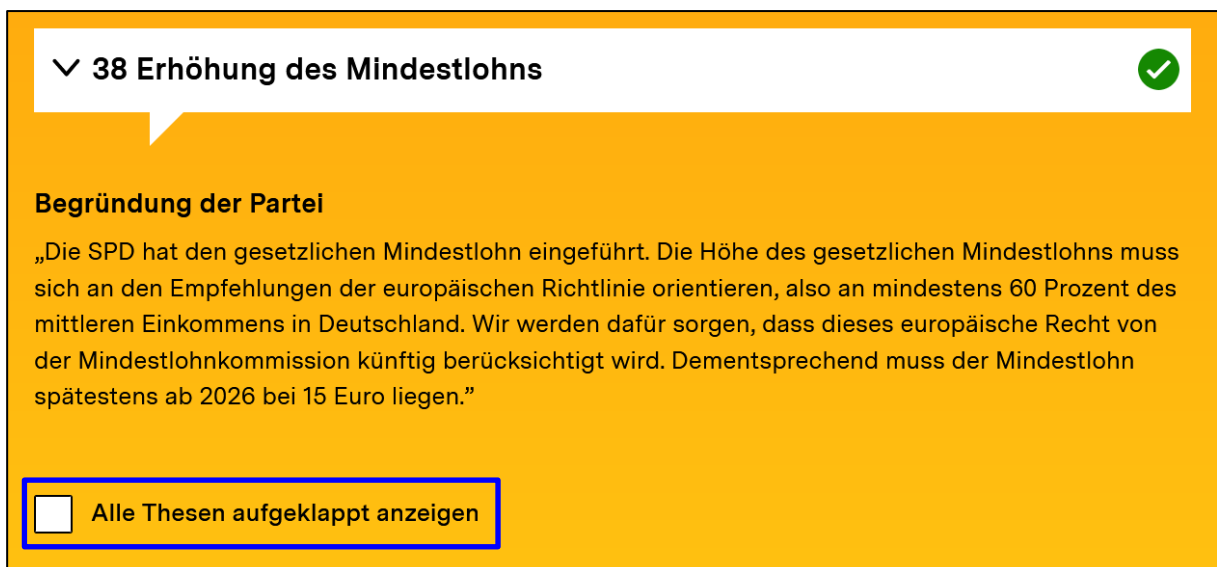 38 Erhöhung des Mindestlohns
Begründung der Partei
„Die SPD hat den gesetzlichen Mindestlohn eingeführt. Die Höhe des gesetzlichen Mindestlohns muss
sich an den Empfehlungen der europäischen Richtlinie orientieren, also an mindestens 60 Prozent des
mittleren Einkommens in Deutschland. Wir werden dafür sorgen, dass dieses europäische Recht von
der Mindestlohnkommission künftig berücksichtigt wird. Dementsprechend muss der Mindestlohn
spätestens ab 2026 bei 15 Euro liegen.”
Alle Thesen aufgeklappt anzeigen